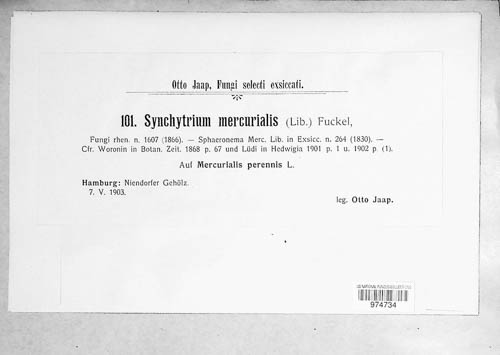 Otto Jaap, Fungi selecti exsiccati.
101. Synchytrium mercurialis (Lib.) Fuckel,
Fungi rhen. n. 1607 (1866). — Sphaeronema Merc. Lib. in Exsicc. n. 264 (1830). —
Cfr. Woronin in Botan. Zeit. 1868 p. 67 und Lüdi in Hedwigia 1901 p. 1 u. 1902 p (1).
Auf Mercurialis perennis L.
Hamburg: Niendorfer Gehölz.
7. V. 1903.
leg. Otto Jaap.
974734